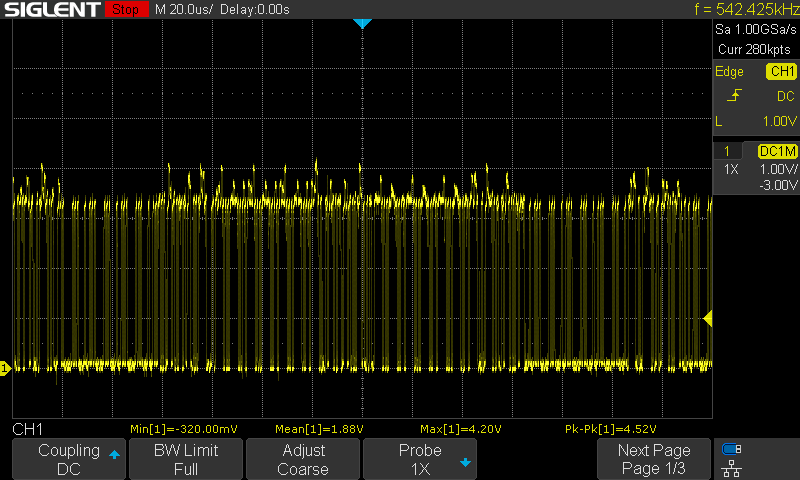 SIGLENT Stop M 20.0us/ Delay:0.00s f = 542.425kHz
Sa 1.00GSa/s
Curr 280kpts
Edge CH1
DC
L 1.00V
1 DC1M
1X 1.00V/
-3.00V
1
CH1 Min[1]=-320.00mV Mean[1]=1.88V Max[1]=4.20V Pk-Pk[1]=4.52V
Coupling BW Limit Adjust Probe Next Page
DC Full Coarse 1X Page 1/3